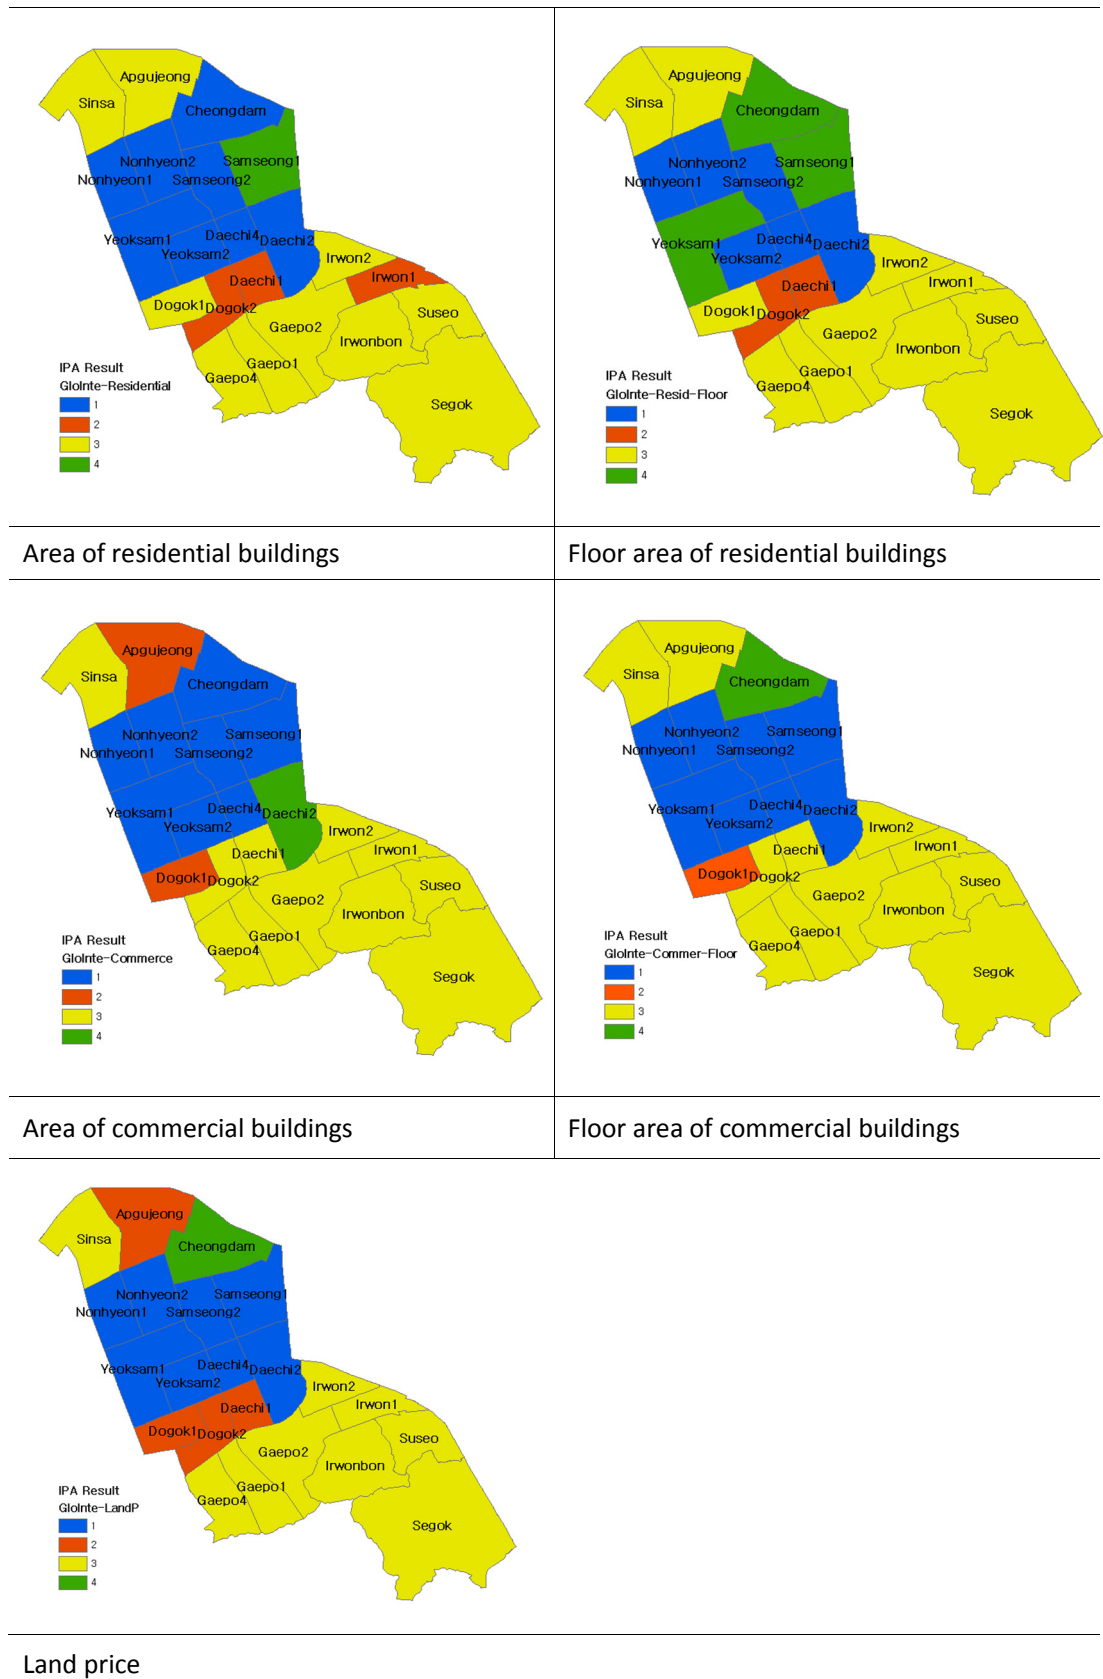 Apgujeong
Sinsa
Cheongdam
Nonhyeon2
Samseong1
Nonhyeon1
Samseong2
Yeoksam1
Daechi4
Daechi2
Yeoksam2
Irwon2
Daechi1
Irwon1
Dogok1
Dogok2
Suseo
Gaepo2
Irwonbon
Gaepo1
Gaepo4
Segok
IPA Result
GloInte-Residential
1
2
3
4
Apgujeong
Sinsa
Cheongdam
Nonhyeon2
Samseong1
Nonhyeon1
Samseong2
Yeoksam1
Daechi4
Daechi2
Yeoksam2
Irwon2
Daechi1
Irwon1
Dogok1
Dogok2
Suseo
Gaepo2
Irwonbon
Gaepo1
Gaepo4
Segok
IPA Result
GloInte-Resid-Floor
1
2
3
4
Area of residential buildings
Floor area of residential buildings
Apgujeong
Sinsa
Cheongdam
Nonhyeon2
Samseong1
Nonhyeon1
Samseong2
Yeoksam1
Daechi4
Daechi2
Yeoksam2
Irwon2
Daechi1
Irwon1
Dogok1
Dogok2
Suseo
Gaepo2
Irwonbon
Gaepo1
Gaepo4
Segok
IPA Result
GloInte-Commerce
1
2
3
4
Apgujeong
Sinsa
Cheongdam
Nonhyeon2
Samseong1
Nonhyeon1
Samseong2
Yeoksam1
Daechi4
Daechi2
Yeoksam2
Irwon2
Daechi1
Irwon1
Dogok1
Dogok2
Suseo
Gaepo2
Irwonbon
Gaepo1
Gaepo4
Segok
IPA Result
GloInte-Commer-Floor
1
2
3
4
Area of commercial buildings
Floor area of commercial buildings
Apgujeong
Sinsa
Cheongdam
Nonhyeon2
Samseong1
Nonhyeon1
Samseong2
Yeoksam1
Daechi4
Daechi2
Yeoksam2
Irwon2
Daechi1
Irwon1
Dogok1
Dogok2
Suseo
Gaepo2
Irwonbon
Gaepo1
Gaepo4
Segok
IPA Result
GloInte-LandP
1
2
3
4
Land price